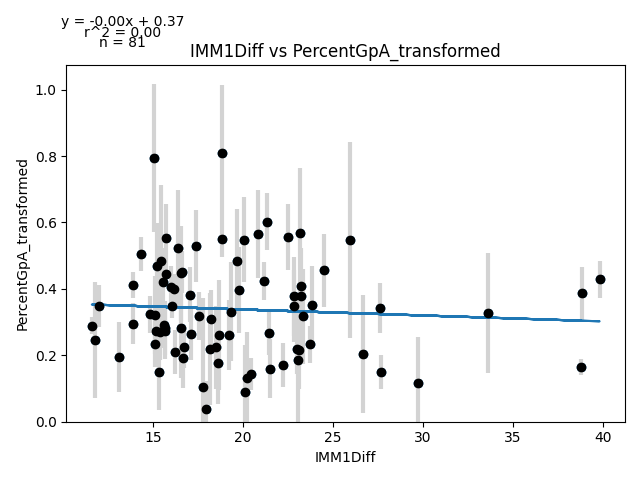 y = -0.00x + 0.37
r^2 = 0.00
n = 81
IMM1Diff vs PercentGpA_transformed
1.0
0.8
0.6
0.4
0.2
0.0
PercentGpA_transformed
15 20 25 30 35 40
IMM1Diff